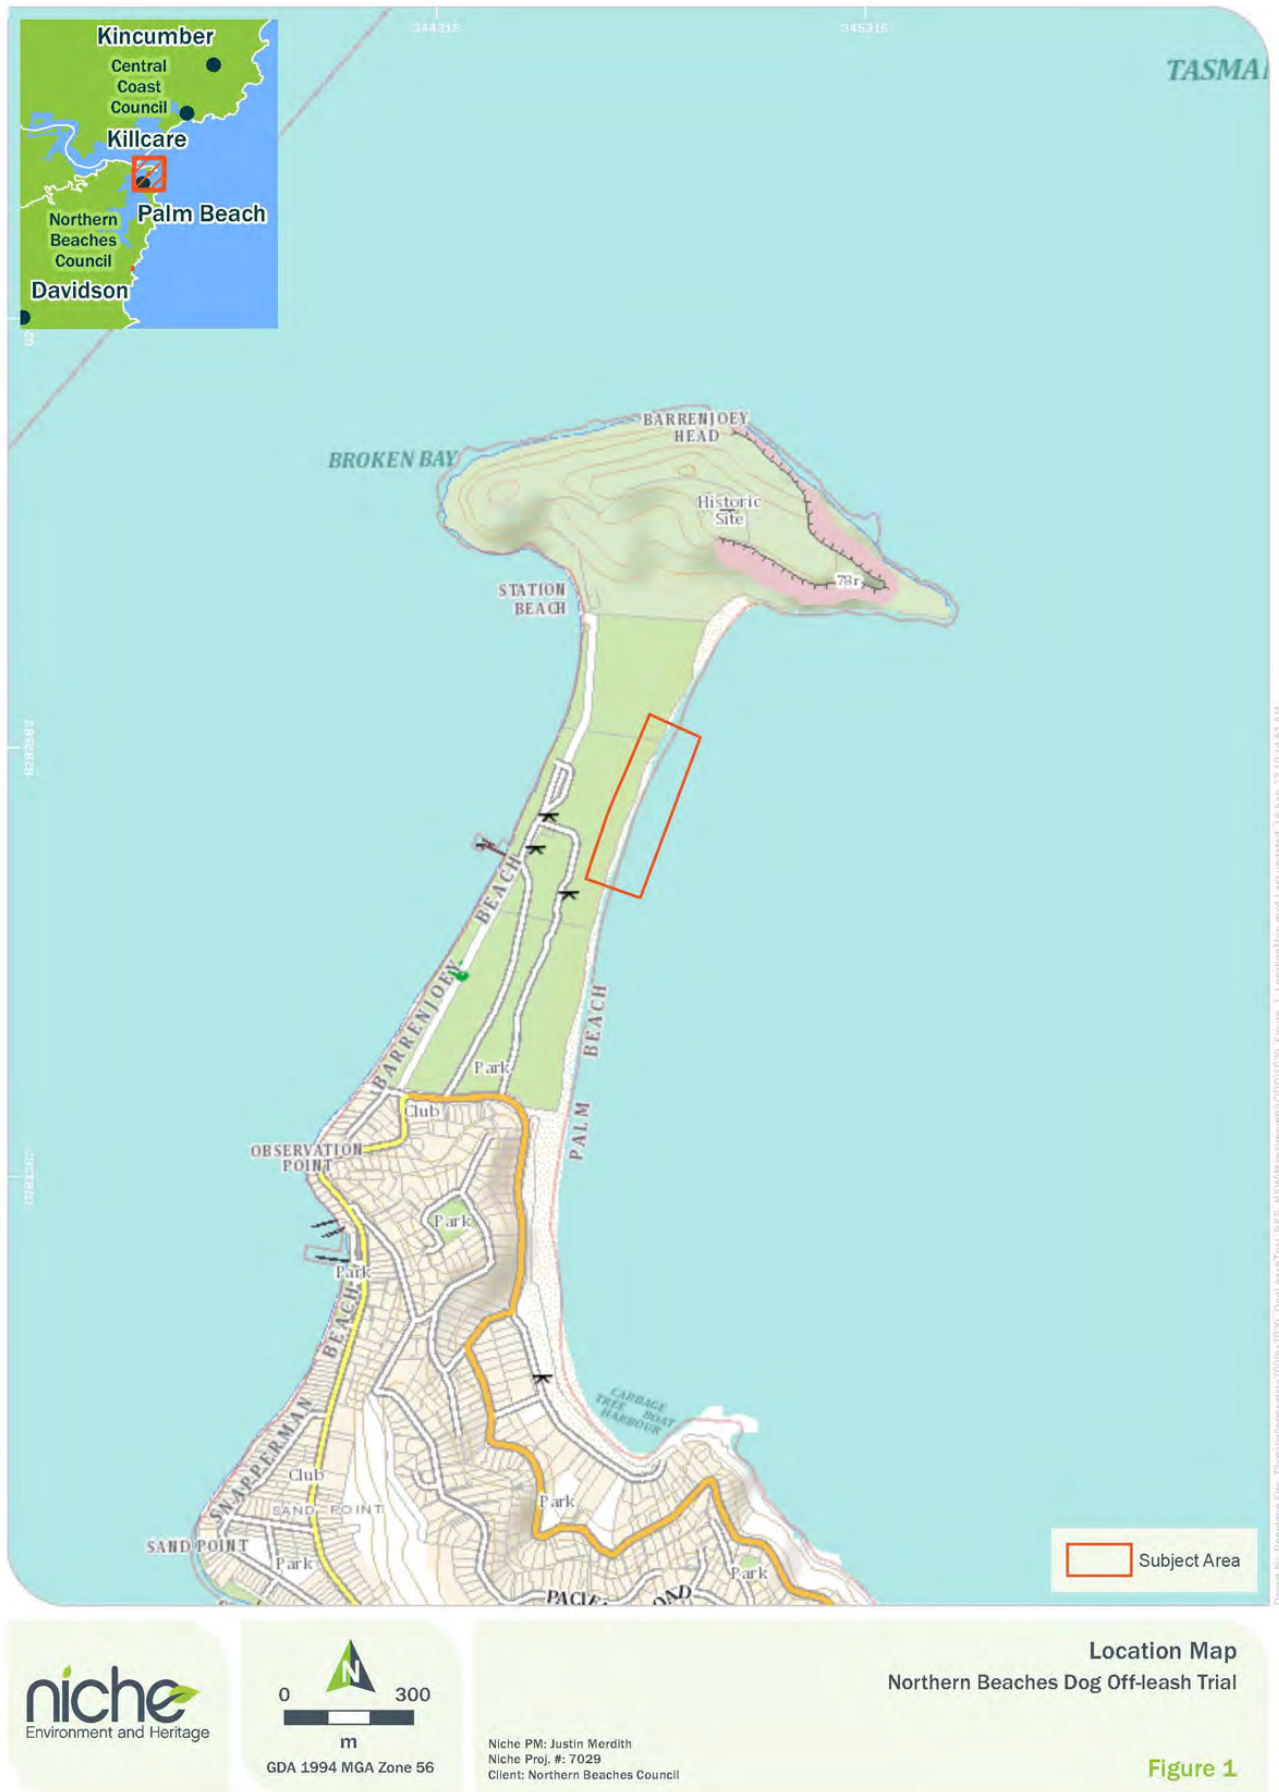 344315
345315
TASMA
Kincumber
Central
Coast
Council
Killcare
Palm Beach
Northern
Beaches
Council
Davidson
BARRENJOEY
HEAD
BROKEN BAY
Historic
Site
78r
STATION
BEACH
BARRENJOEY BEACH
PALM BEACH
Park
Club
OBSERVATION
POINT
Park
Park
SNAPPERMAN BEACH
CABBAGE
TREE BOAT
HARBOUR
Club
SAND POINT
Park
SAND POINT
Park
Park
Subject Area
Location Map
Northern Beaches Dog Off-leash Trial
niche
Environment and Heritage
N
0 300
m
GDA 1994 MGA Zone 56
Niche PM: Justin Merdith
Niche Proj. #: 7029
Client: Northern Beaches Council
Figure 1